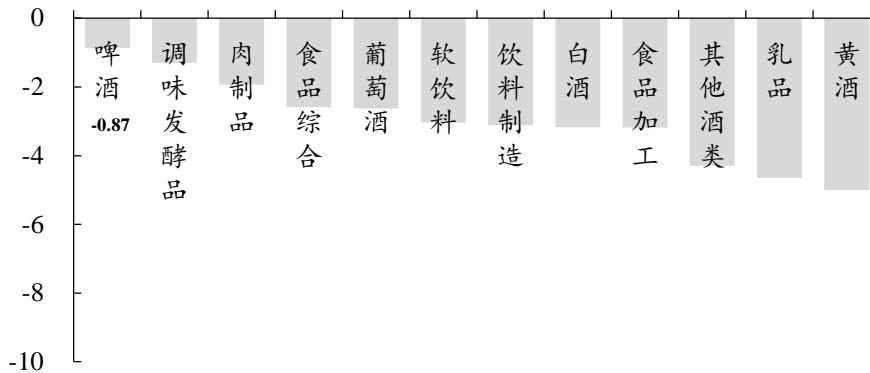 0
-2
-4
-6
-8
-10
啤酒
-0.87
调味发酵品
肉制品
食品综合
葡萄酒
软饮料
饮料制造
白酒
食品加工
其他酒类
乳品
黄酒